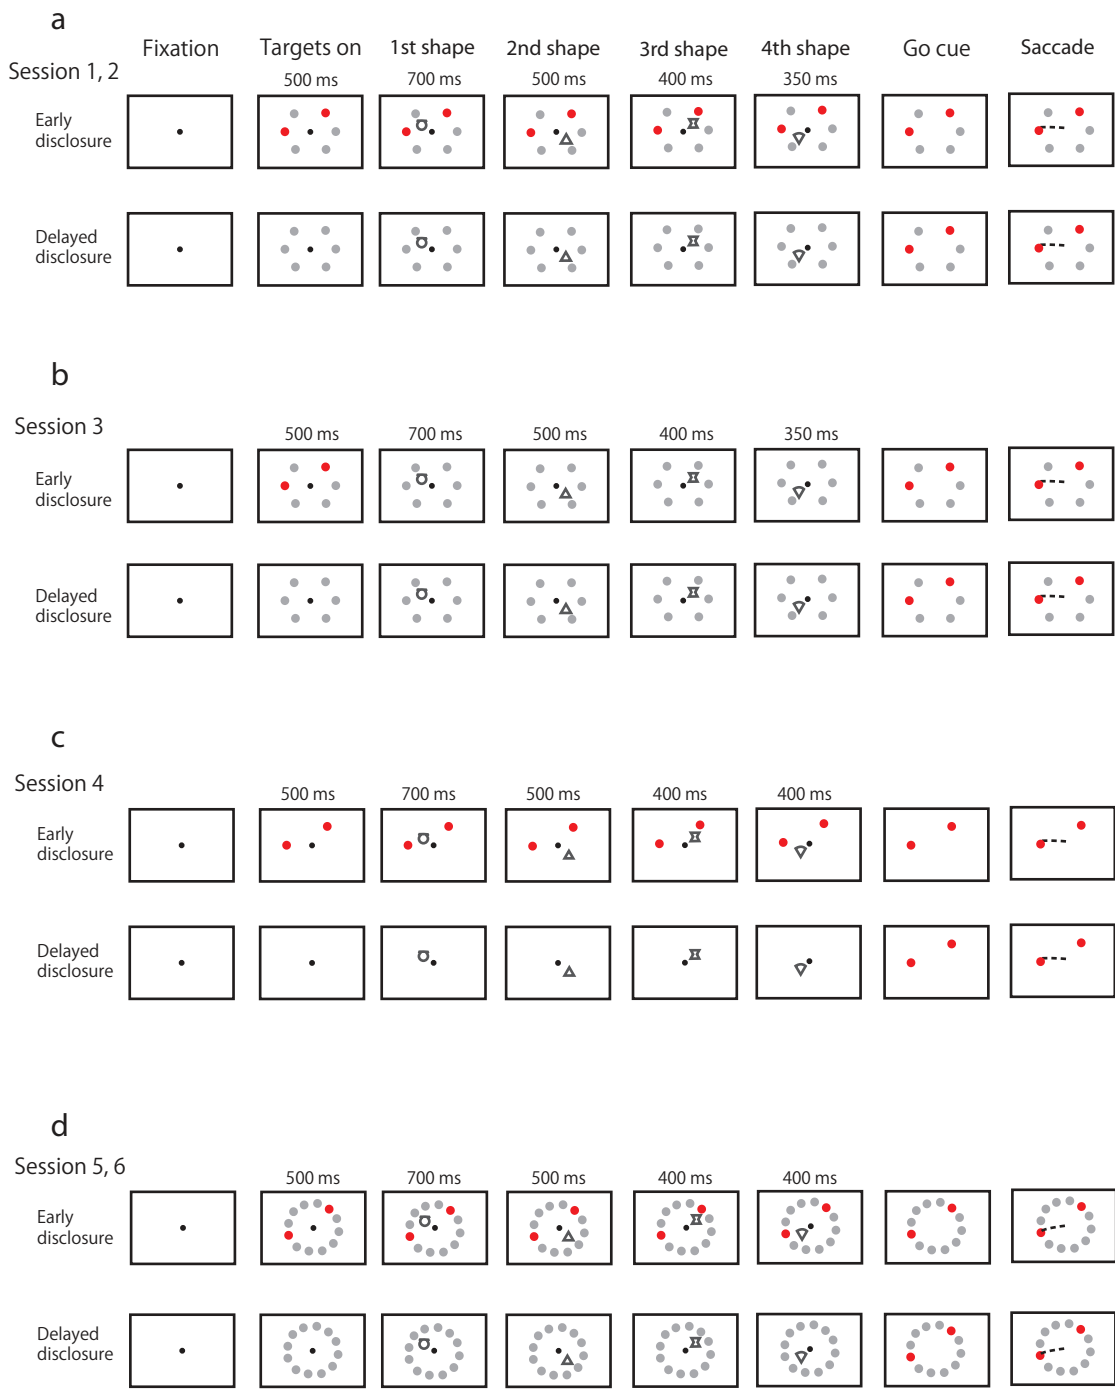 a
Fixation Targets on 1st shape 2nd shape 3rd shape 4th shape Go cue Saccade
Session 1, 2
500 ms 700 ms 500 ms 400 ms 350 ms
Early
disclosure
Delayed
disclosure
b
Session 3
500 ms 700 ms 500 ms 400 ms 350 ms
Early
disclosure
Delayed
disclosure
c
Session 4
500 ms 700 ms 500 ms 400 ms 400 ms
Early
disclosure
Delayed
disclosure
d
Session 5, 6
500 ms 700 ms 500 ms 400 ms 400 ms
Early
disclosure
Delayed
disclosure